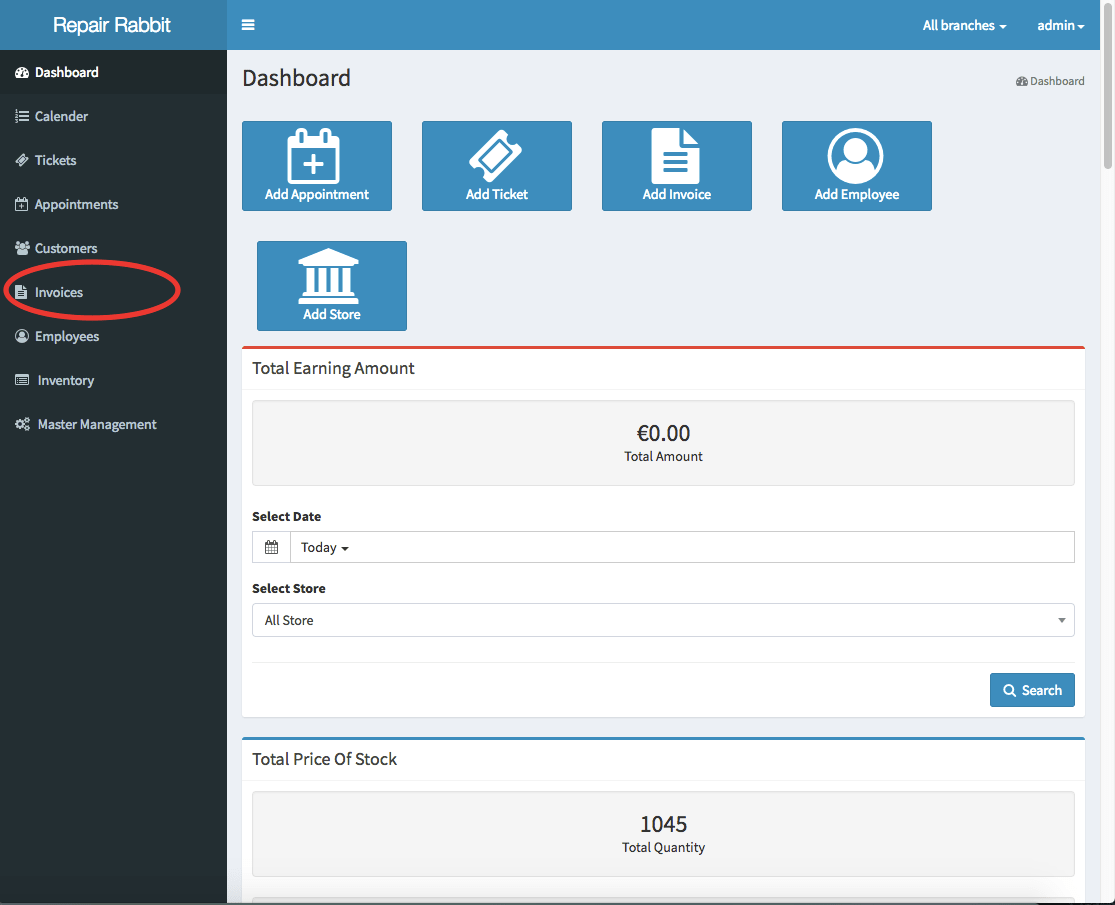 Repair Rabbit
All branches
admin
Dashboard
Calender
Tickets
Appointments
Customers
Invoices
Employees
Inventory
Master Management
Dashboard
Dashboard
Add Appointment
Add Ticket
Add Invoice
Add Employee
Add Store
Total Earning Amount
€0.00
Total Amount
Select Date
Today
Select Store
All Store
Search
Total Price Of Stock
1045
Total Quantity